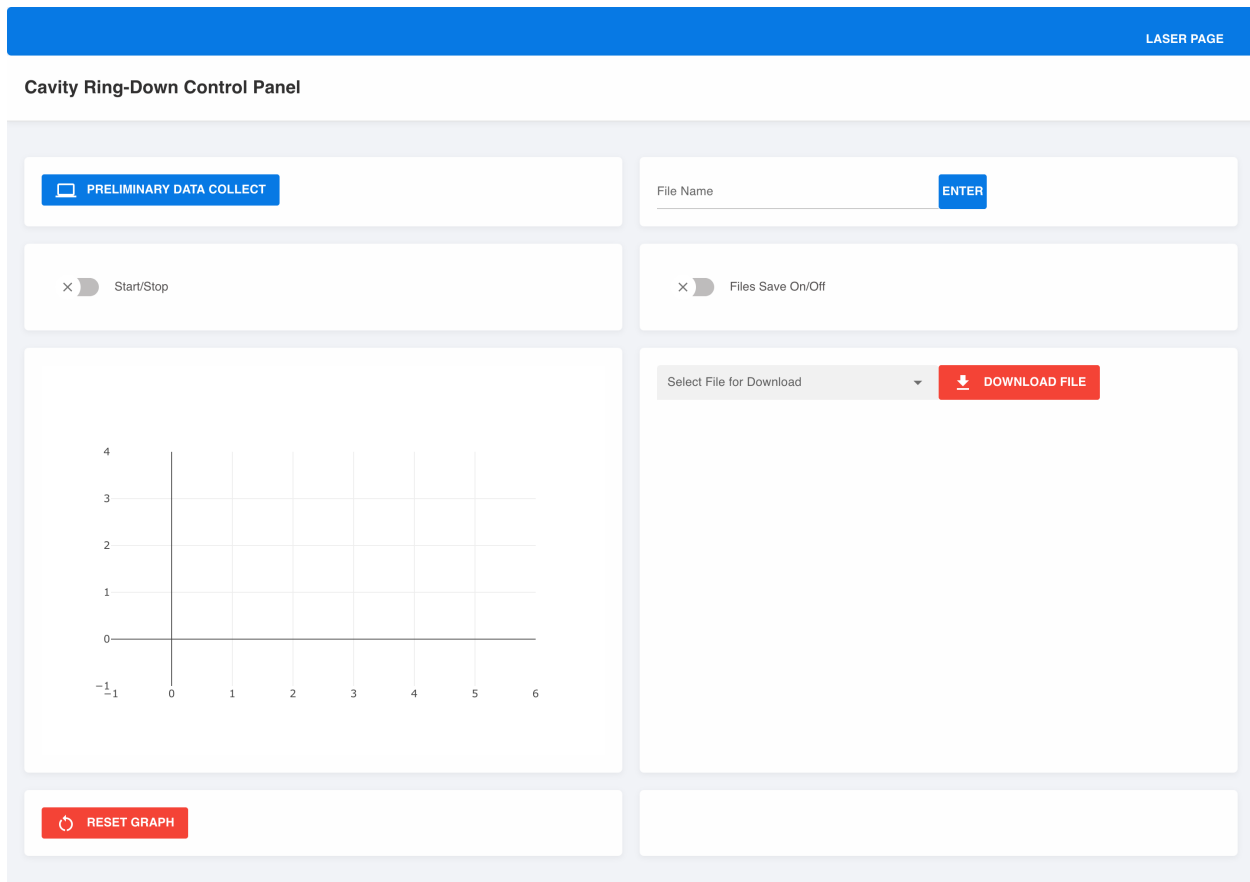 LASER PAGE
Cavity Ring-Down Control Panel
PRELIMINARY DATA COLLECT
File Name
ENTER
Start/Stop
Files Save On/Off
Select File for Download
DOWNLOAD FILE
4
3
2
1
0
−1
−1 0 1 2 3 4 5 6
RESET GRAPH